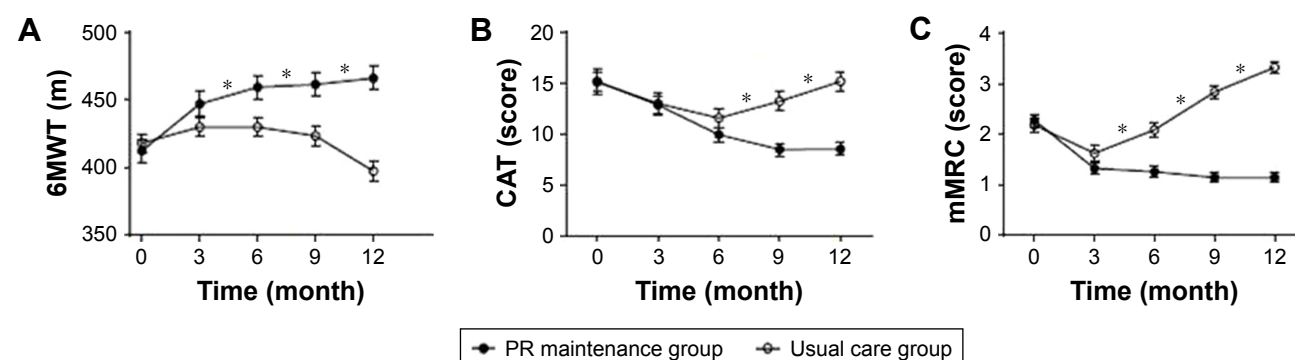 A
6MWT (m)
500
450
400
350
* * *
0 3 6 9 12
Time (month)
B
CAT (score)
20
15
10
5
0
* *
0 3 6 9 12
Time (month)
C
mMRC (score)
4
3
2
1
0
* * *
0 3 6 9 12
Time (month)
PR maintenance group Usual care group